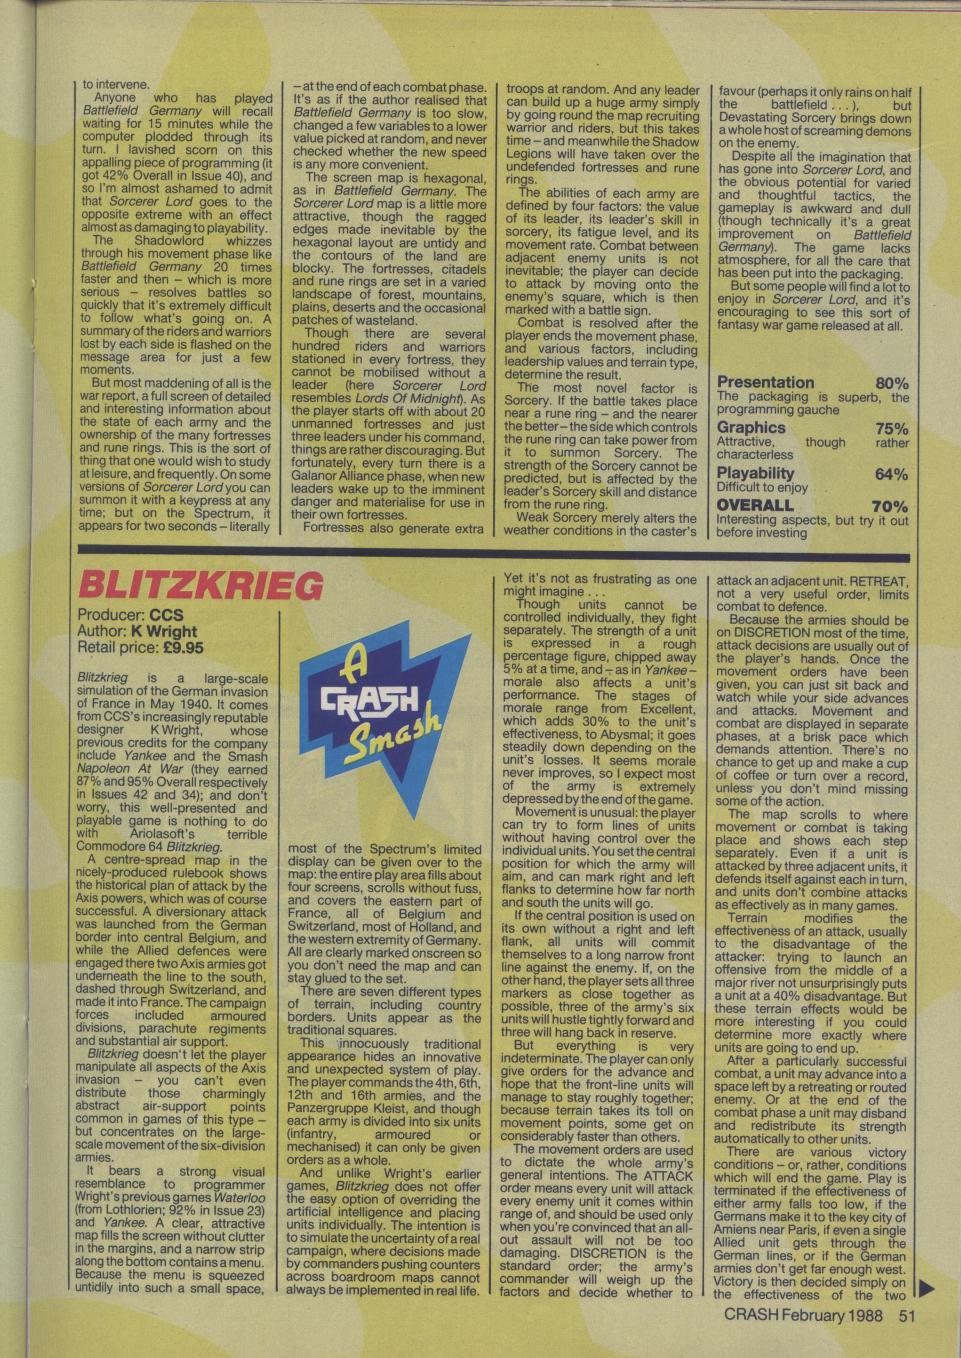 to intervene.
Anyone who has played
Battlefield Germany will recall
waiting for 15 minutes while the
computer plodded through its
turn. I lavished scorn on this
appalling piece of programming (it
got 42% Overall in Issue 40), and
so I'm almost ashamed to admit
that Sorcerer Lord goes to the
opposite extreme with an effect
almost as damaging to playability.
The Shadowlord whizzes
through his movement phase like
Battlefield Germany 20 times
faster and then – which is more
serious – resolves battles so
quickly that it's extremely difficult
to follow what's going on. A
summary of the riders and warriors
lost by each side is flashed on the
message area for just a few
moments.
But most maddening of all is the
war report, a full screen of detailed
and interesting information about
the state of each army and the
ownership of the many fortresses
and rune rings. This is the sort of
thing that one would wish to study
at leisure, and frequently. On some
versions of Sorcerer Lord you can
summon it with a keypress at any
time; but on the Spectrum, it
appears for two seconds – literally
– at the end of each combat phase.
It's as if the author realised that
Battlefield Germany is too slow,
changed a few variables to a lower
value picked at random, and never
checked whether the new speed
is any more convenient.
The screen map is hexagonal,
as in Battlefield Germany. The
Sorcerer Lord map is a little more
attractive, though the ragged
edges made inevitable by the
hexagonal layout are untidy and
the contours of the land are
blocky. The fortresses, citadels
and rune rings are set in a varied
landscape of forest, mountains,
plains, deserts and the occasional
patches of wasteland.
Though there are several
hundred riders and warriors
stationed in every fortress, they
cannot be mobilised without a
leader (here Sorcerer Lord
resembles Lords Of Midnight). As
the player starts off with about 20
unmanned fortresses and just
three leaders under his command,
things are rather discouraging. But
fortunately, every turn there is a
Galanor Alliance phase, when new
leaders wake up to the imminent
danger and materialise for use in
their own fortresses.
Fortresses also generate extra
troops at random. And any leader
can build up a huge army simply
by going round the map recruiting
warrior and riders, but this takes
time – and meanwhile the Shadow
Legions will have taken over the
undefended fortresses and rune
rings.
The abilities of each army are
defined by four factors: the value
of its leader, its leader's skill in
sorcery, its fatigue level, and its
movement rate. Combat between
adjacent enemy units is not
inevitable; the player can decide
to attack by moving onto the
enemy's square, which is then
marked with a battle sign.
Combat is resolved after the
player ends the movement phase,
and various factors, including
leadership values and terrain type,
determine the result.
The most novel factor is
Sorcery. If the battle takes place
near a rune ring – and the nearer
the better – the side which controls
the rune ring can take power from
it to summon Sorcery. The
strength of the Sorcery cannot be
predicted, but is affected by the
leader's Sorcery skill and distance
from the rune ring.
Weak Sorcery merely alters the
weather conditions in the caster's
favour (perhaps it only rains on half
the battlefield . . .), but
Devastating Sorcery brings down
a whole host of screaming demons
on the enemy.
Despite all the imagination that
has gone into Sorcerer Lord, and
the obvious potential for varied
and thoughtful tactics, the
gameplay is awkward and dull
(though technically it's a great
improvement on Battlefield
Germany). The game lacks
atmosphere, for all the care that
has been put into the packaging.
But some people will find a lot to
enjoy in Sorcerer Lord, and it's
encouraging to see this sort of
fantasy war game released at all.
Presentation 80%
The packaging is superb, the
programming gauche
Graphics 75%
Attractive, though rather
characterless
Playability 64%
Difficult to enjoy
OVERALL 70%
Interesting aspects, but try it out
before investing
BLITZKRIEG
Producer: CCS
Author: K Wright
Retail price: £9.95
Blitzkrieg is a large-scale
simulation of the German invasion
of France in May 1940. It comes
from CCS's increasingly reputable
designer K Wright, whose
previous credits for the company
include Yankee and the Smash
Napoleon At War (they earned
87% and 95% Overall respectively
in Issues 42 and 34); and don't
worry, this well-presented and
playable game is nothing to do
with Ariolasoft's terrible
Commodore 64 Blitzkrieg.
A centre-spread map in the
nicely-produced rulebook shows
the historical plan of attack by the
Axis powers, which was of course
successful. A diversionary attack
was launched from the German
border into central Belgium, and
while the Allied defences were
engaged there two Axis armies got
underneath the line to the south,
dashed through Switzerland, and
made it into France. The campaign
forces included armoured
divisions, parachute regiments
and substantial air support.
Blitzkrieg doesn't let the player
manipulate all aspects of the Axis
invasion – you can't even
distribute those charmingly
abstract air-support points
common in games of this type –
but concentrates on the large-
scale movement of the six-division
armies.
It bears a strong visual
resemblance to programmer
Wright's previous games Waterloo
(from Lothlorien; 92% in Issue 23)
and Yankee. A clear, attractive
map fills the screen without clutter
in the margins, and a narrow strip
along the bottom contains a menu.
Because the menu is squeezed
untidily into such a small space,
A
CRASH
Smash
most of the Spectrum's limited
display can be given over to the
map: the entire play area fills about
four screens, scrolls without fuss,
and covers the eastern part of
France, all of Belgium and
Switzerland, most of Holland, and
the western extremity of Germany.
All are clearly marked onscreen so
you don't need the map and can
stay glued to the set.
There are seven different types
of terrain, including country
borders. Units appear as the
traditional squares.
This innocuously traditional
appearance hides an innovative
and unexpected system of play.
The player commands the 4th, 6th,
12th and 16th armies, and the
Panzergruppe Kleist, and though
each army is divided into six units
(infantry, armoured or
mechanised) it can only be given
orders as a whole.
And unlike Wright's earlier
games, Blitzkrieg does not offer
the easy option of overriding the
artificial intelligence and placing
units individually. The intention is
to simulate the uncertainty of a real
campaign, where decisions made
by commanders pushing counters
across boardroom maps cannot
always be implemented in real life.
Yet it's not as frustrating as one
might imagine . . .
Though units cannot be
controlled individually, they fight
separately. The strength of a unit
is expressed in a rough
percentage figure, chipped away
5% at a time, and – as in Yankee –
morale also affects a unit's
performance. The stages of
morale range from Excellent,
which adds 30% to the unit's
effectiveness, to Abysmal; it goes
steadily down depending on the
unit's losses. It seems morale
never improves, so I expect most
of the army is extremely
depressed by the end of the game.
Movement is unusual: the player
can try to form lines of units
without having control over the
individual units. You set the central
position for which the army will
aim, and can mark right and left
flanks to determine how far north
and south the units will go.
If the central position is used on
its own without a right and left
flank, all units will commit
themselves to a long narrow front
line against the enemy. If, on the
other hand, the player sets all three
markers as close together as
possible, three of the army's six
units will hustle tightly forward and
three will hang back in reserve.
But everything is very
indeterminate. The player can only
give orders for the advance and
hope that the front-line units will
manage to stay roughly together;
because terrain takes its toll on
movement points, some get on
considerably faster than others.
The movement orders are used
to dictate the whole army's
general intentions. The ATTACK
order means every unit will attack
every enemy unit it comes within
range of, and should be used only
when you're convinced that an all-
out assault will not be too
damaging. DISCRETION is the
standard order; the army's
commander will weigh up the
factors and decide whether to
attack an adjacent unit. RETREAT,
not a very useful order, limits
combat to defence.
Because the armies should be
on DISCRETION most of the time,
attack decisions are usually out of
the player's hands. Once the
movement orders have been
given, you can just sit back and
watch while your side advances
and attacks. Movement and
combat are displayed in separate
phases, at a brisk pace which
demands attention. There's no
chance to get up and make a cup
of coffee or turn over a record,
unless you don't mind missing
some of the action.
The map scrolls to where
movement or combat is taking
place and shows each step
separately. Even if a unit is
attacked by three adjacent units, it
defends itself against each in turn,
and units don't combine attacks
as effectively as in many games.
Terrain modifies the
effectiveness of an attack, usually
to the disadvantage of the
attacker: trying to launch an
offensive from the middle of a
major river not unsurprisingly puts
a unit at a 40% disadvantage. But
these terrain effects would be
more interesting if you could
determine more exactly where
units are going to end up.
After a particularly successful
combat, a unit may advance into a
space left by a retreating or routed
enemy. Or at the end of the
combat phase a unit may disband
and redistribute its strength
automatically to other units.
There are various victory
conditions – or, rather, conditions
which will end the game. Play is
terminated if the effectiveness of
either army falls too low, if the
Germans make it to the key city of
Amiens near Paris, if even a single
Allied unit gets through the
German lines, or if the German
armies don't get far enough west.
Victory is then decided simply on
the effectiveness of the two
CRASH February 1988 51